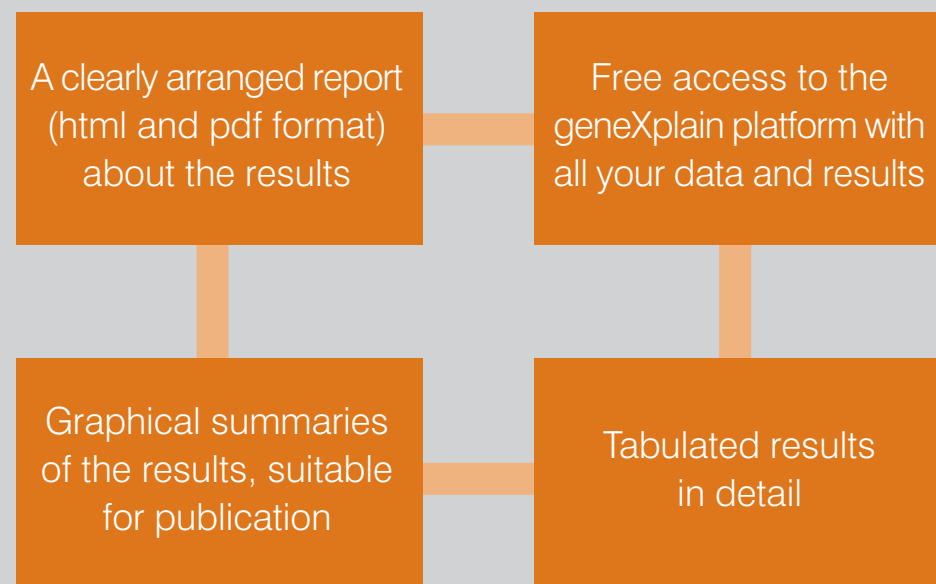 A clearly arranged report
(html and pdf format)
about the results
Free access to the
geneXplain platform with
all your data and results
Graphical summaries
of the results, suitable
for publication
Tabulated results
in detail